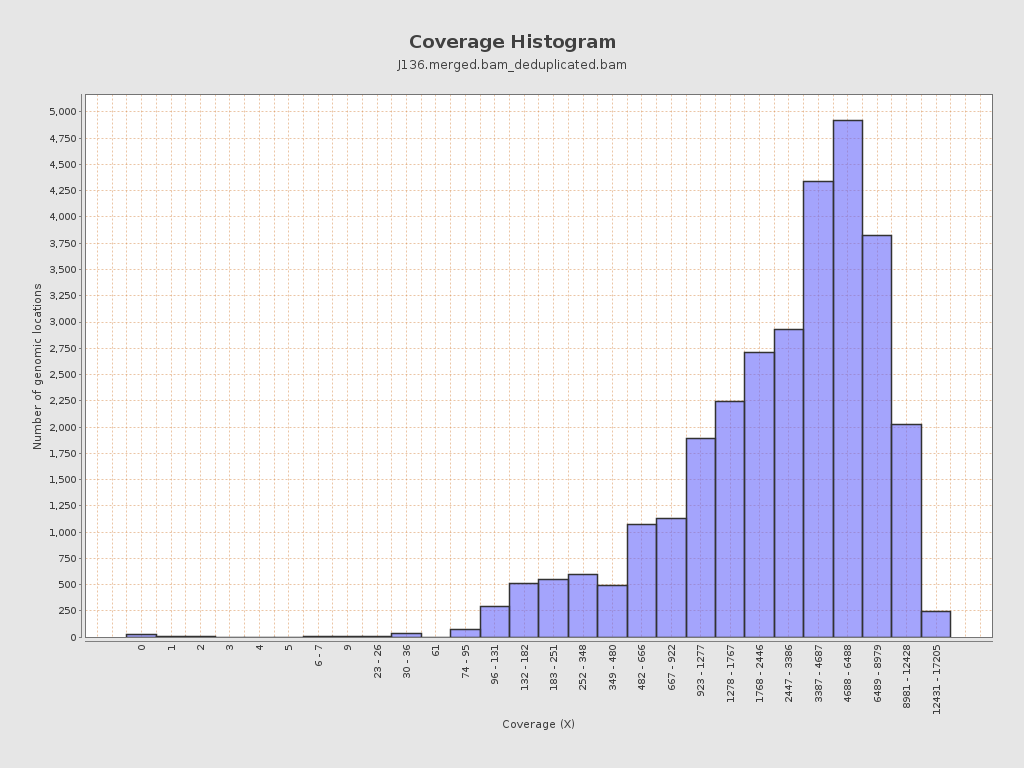 Coverage Histogram
J136.merged.bam_deduplicated.bam
Number of genomic locations
5,000
4,750
4,500
4,250
4,000
3,750
3,500
3,250
3,000
2,750
2,500
2,250
2,000
1,750
1,500
1,250
1,000
750
500
250
0
0
1
2
3
4
5
6 - 7
9
23 - 26
30 - 36
61
74 - 95
96 - 131
132 - 182
183 - 251
252 - 348
349 - 480
482 - 666
667 - 922
923 - 1277
1278 - 1767
1768 - 2446
2447 - 3386
3387 - 4687
4688 - 6488
6489 - 8979
8981 - 12428
12431 - 17205
Coverage (X)